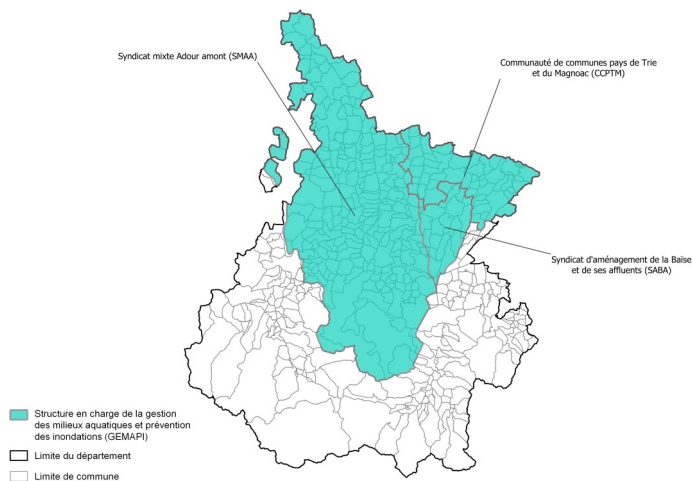 Syndicat mixte Adour amont (SMAA)
Communauté de communes pays de Trie
et du Magnoac (CCPTM)
Syndicat d'aménagement de la Baïse
et de ses affluents (SABA)
Structure en charge de la gestion
des milieux aquatiques et prévention
des inondations (GEMAPI)
Limite du département
Limite de commune